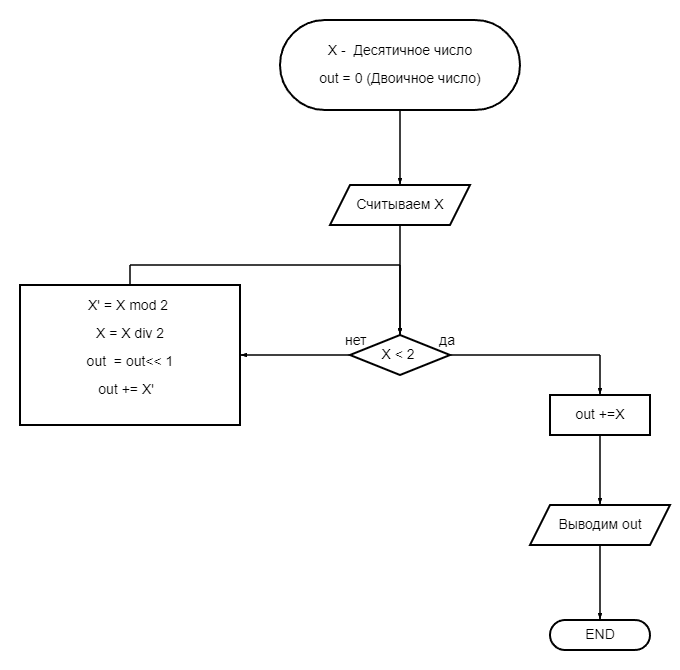 X -  Десятичное число
out = 0 (Двоичное число)
Считываем X
X' = X mod 2
X = X div 2
out  = out<< 1
out += X'
нет
X < 2
да
out +=X
Выводим out
END